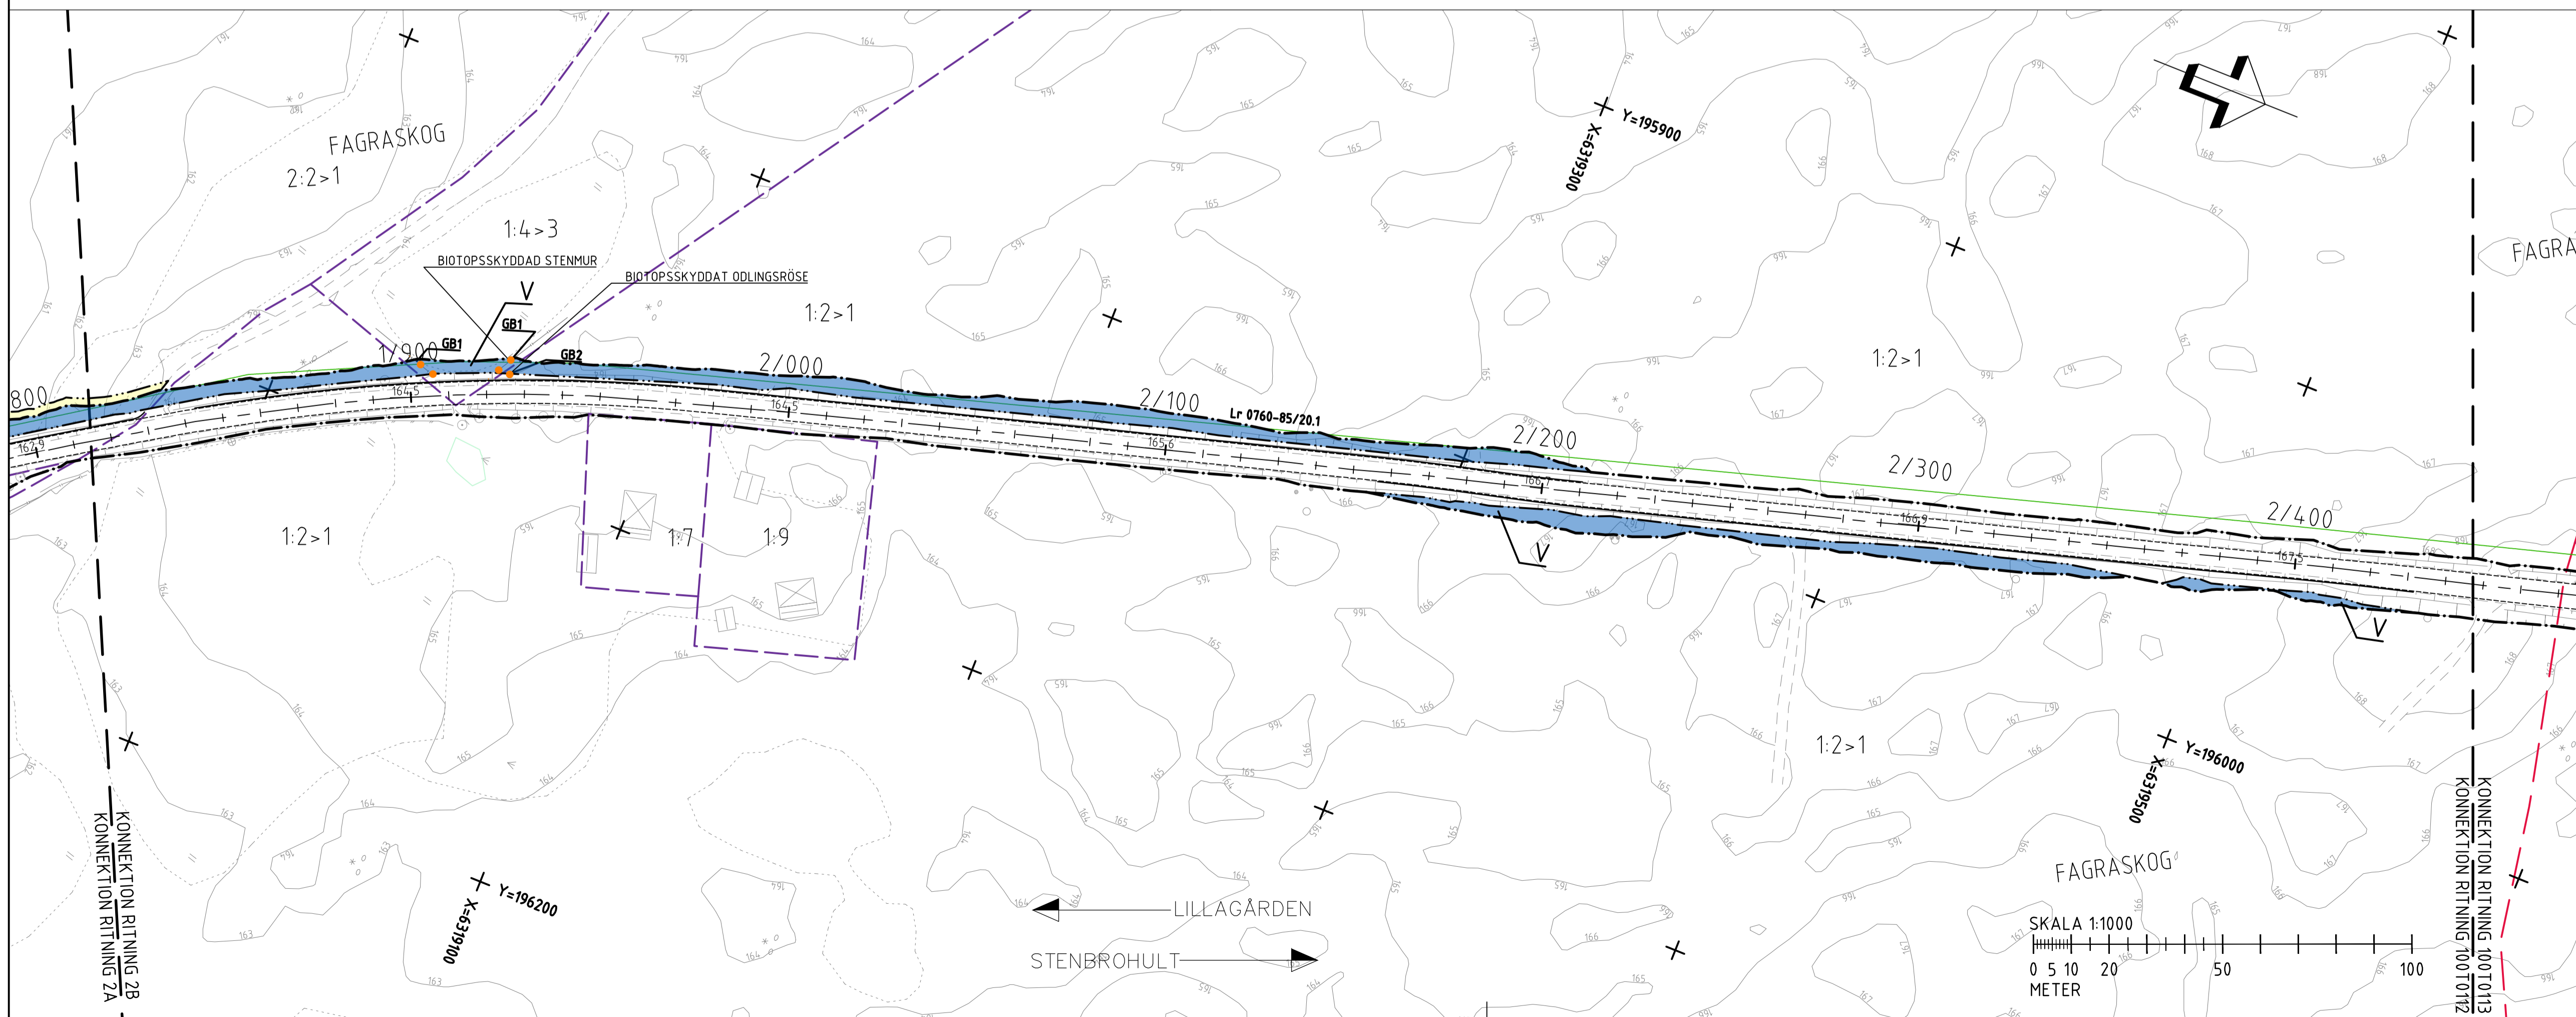 FAGRASKOG
2:2>1
1:4>3
BIOTOPSSKYDDAD STENMUR
BIOTOPSSKYDDAT ODLINGSRÖSE
V
GB1
GB1
GB2
1:2>1
800
1/900
2/000
2/100
Lr 0760-85/20.1
2/200
2/300
2/400
162.9
164.5
164.5
165.6
166.7
166.9
167.5
X=6319300
Y=195900
1:2>1
FAGRA
1:2>1
1:7
1:9
V
V
1:2>1
X=6319500
Y=196000
FAGRASKOG
X=6319100
Y=196200
LILLAGÅRDEN
STENBROHULT
SKALA 1:1000
0 5 10 20 50 100
METER
KONNEKTION RITNING 2A
KONNEKTION RITNING 2B
KONNEKTION RITNING 100T0112
KONNEKTION RITNING 100T0113